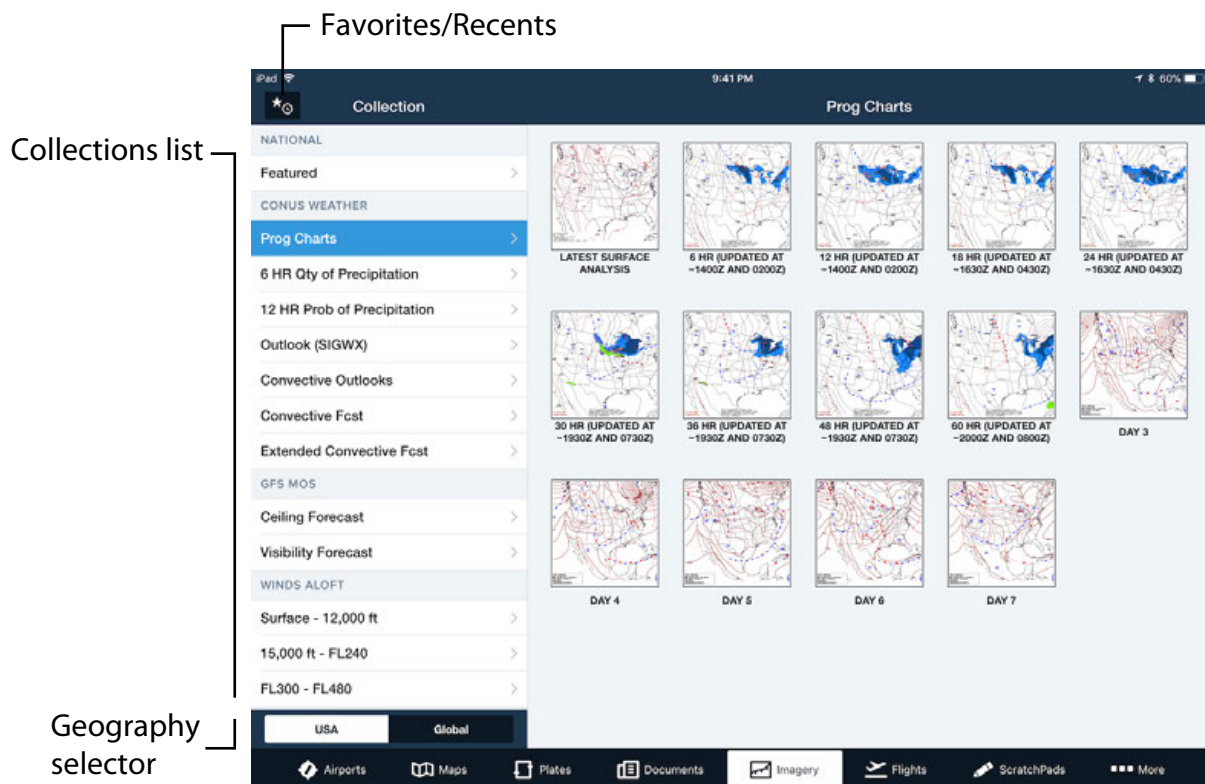 Favorites/Recents
iPad 9:41 PM 60%
Collection Prog Charts
Collections list
NATIONAL
Featured
CONUS WEATHER
Prog Charts
6 HR Qty of Precipitation
12 HR Prob of Precipitation
Outlook (SIGWX)
Convective Outlooks
Convective Fcst
Extended Convective Fcst
GFS MOS
Ceiling Forecast
Visibility Forecast
WINDS ALOFT
Surface - 12,000 ft
15,000 ft - FL240
FL300 - FL480
Geography
selector
USA Global
LATEST SURFACE
ANALYSIS
6 HR (UPDATED AT
~1400Z AND 0200Z)
12 HR (UPDATED AT
~1400Z AND 0200Z)
18 HR (UPDATED AT
~1630Z AND 0430Z)
24 HR (UPDATED AT
~1630Z AND 0430Z)
30 HR (UPDATED AT
~1930Z AND 0730Z)
36 HR (UPDATED AT
~1930Z AND 0730Z)
48 HR (UPDATED AT
~1930Z AND 0730Z)
60 HR (UPDATED AT
~2000Z AND 0800Z)
DAY 3
DAY 4
DAY 5
DAY 6
DAY 7
Airports Maps Plates Documents Imagery Flights ScratchPads More